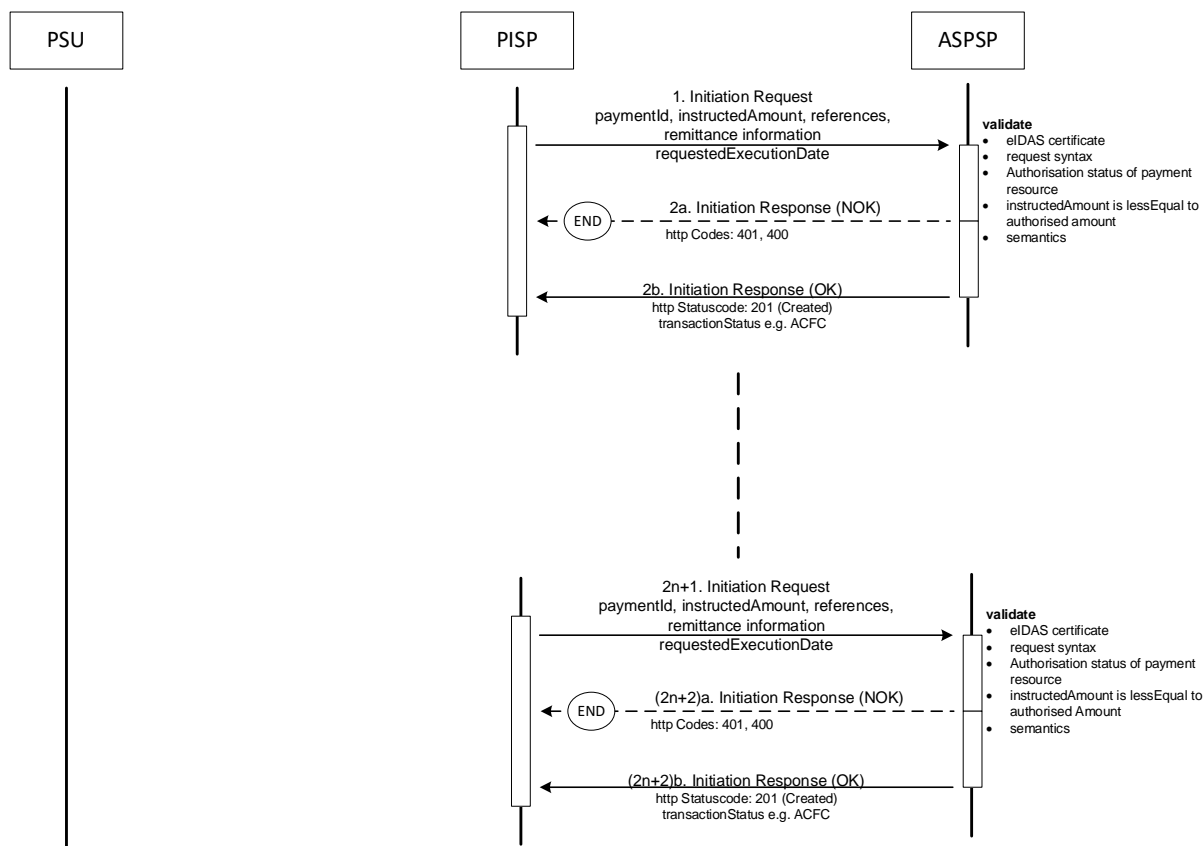 PSU
PISP
ASPSP
1. Initiation Request
paymentId, instructedAmount, references,
remittance information
requestedExecutionDate
validate
• eIDAS certificate
• request syntax
• Authorisation status of payment
resource
• instructedAmount is lessEqual to
authorised amount
• semantics
2a. Initiation Response (NOK)
END
http Codes: 401, 400
2b. Initiation Response (OK)
http Statuscode: 201 (Created)
transactionStatus e.g. ACFC
2n+1. Initiation Request
paymentId, instructedAmount, references,
remittance information
requestedExecutionDate
validate
• eIDAS certificate
• request syntax
• Authorisation status of payment
resource
• instructedAmount is lessEqual to
authorised Amount
• semantics
(2n+2)a. Initiation Response (NOK)
END
http Codes: 401, 400
(2n+2)b. Initiation Response (OK)
http Statuscode: 201 (Created)
transactionStatus e.g. ACFC